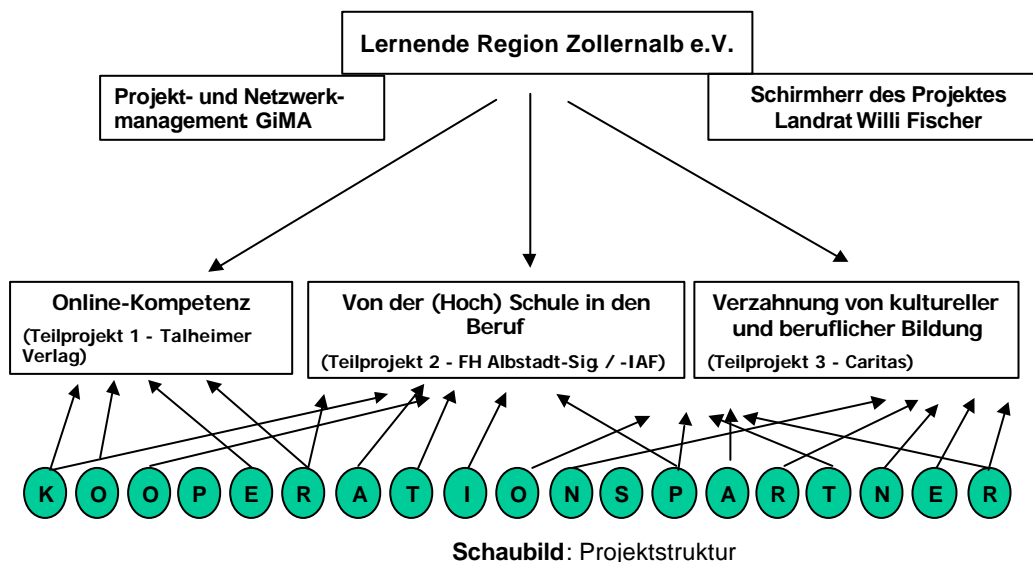 Lernende Region Zollernalb e.V.
Projekt- und Netzwerk-
management: GiMA
Schirmherr des Projektes
Landrat Willi Fischer
Online-Kompetenz
(Teilprojekt 1 - Talheimer
Verlag)
Von der (Hoch) Schule in den
Beruf
(Teilprojekt 2 - FH Albstadt-Sig. / -IAF)
Verzahnung von kultureller
und beruflicher Bildung
(Teilprojekt 3 - Caritas)
K O O P E R A T I O N S P A R T N E R
Schaubild: Projektstruktur